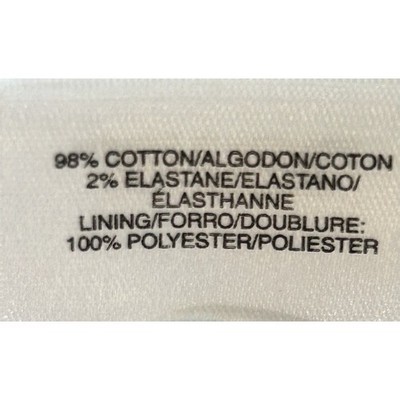 98% COTTON/ALGODON/COTON
2% ELASTANE/ELASTANO/
ÉLASTHANNE
LINING/FORRO/DOUBLURE:
100% POLYESTER/POLIESTER